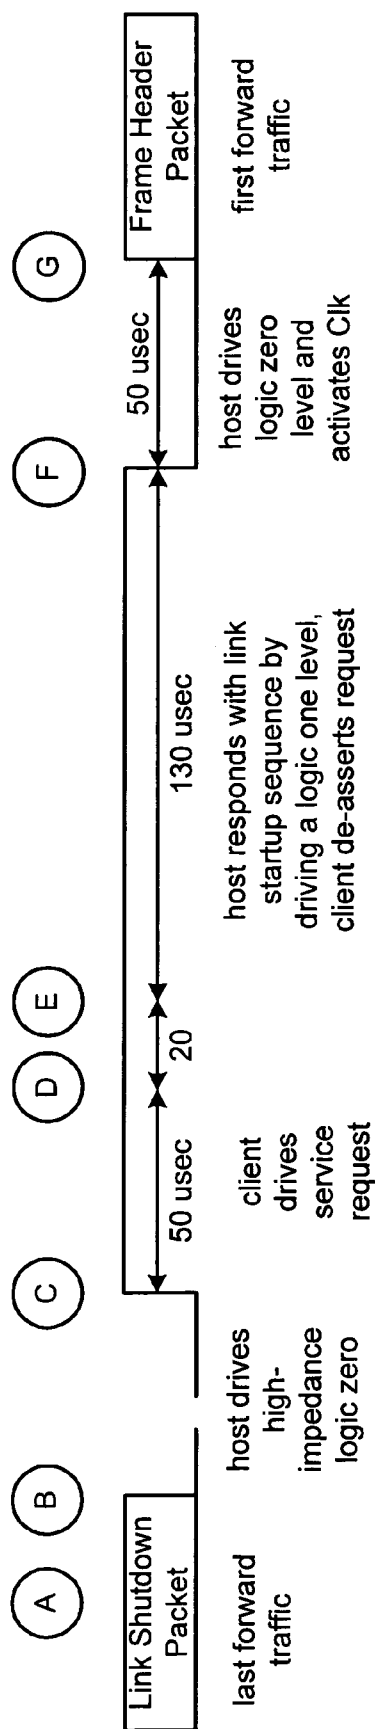 A
B
C
D
E
F
G
Link Shutdown
Packet
50 usec
20
130 usec
50 usec
Frame Header
Packet
last forward
traffic
host drives
high-
impedance
logic zero
client
drives
service
request
host responds with link
startup sequence by
driving a logic one level,
client de-asserts request
host drives
logic zero
level and
activates Clk
first forward
traffic